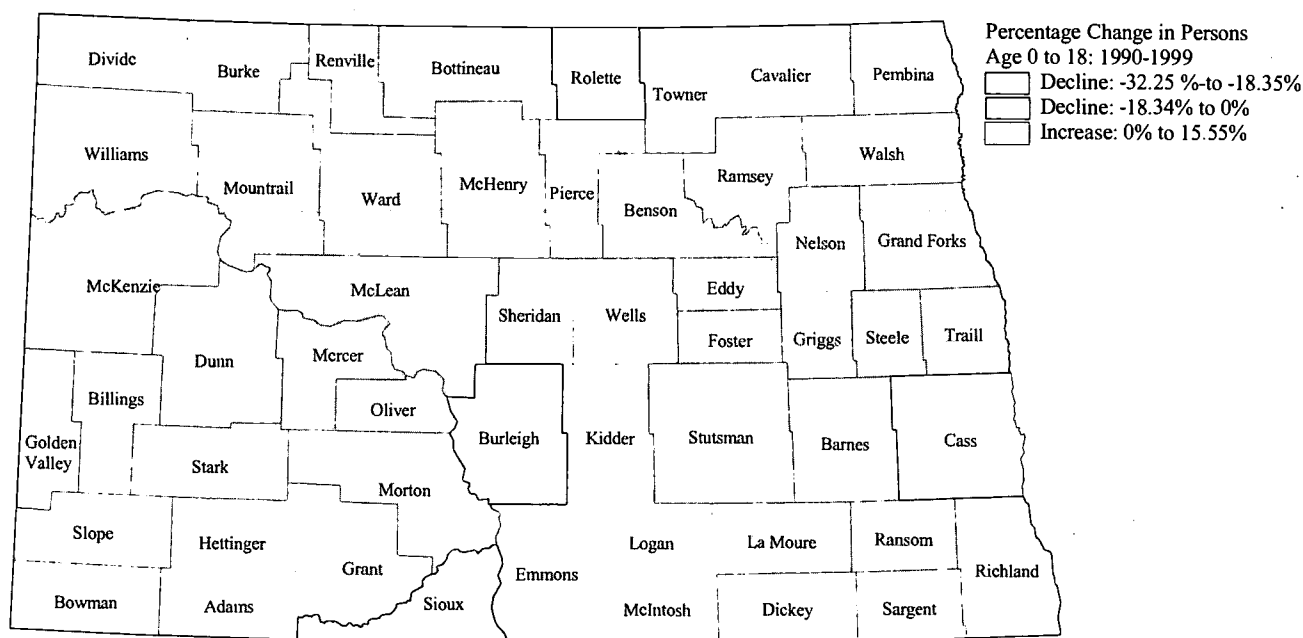 Percentage Change in Persons
Age 0 to 18: 1990-1999
Decline: -32.25 %-to -18.35%
Decline: -18.34% to 0%
Increase: 0% to 15.55%
Divide
Burke
Renville
Bottineau
Rolette
Towner
Cavalier
Pembina
Williams
Mountrail
Ward
McHenry
Pierce
Benson
Ramsey
Walsh
Nelson
Grand Forks
McKenzie
McLean
Sheridan
Wells
Eddy
Foster
Griggs
Steele
Traill
Dunn
Mercer
Oliver
Billings
Golden
Valley
Stark
Morton
Burleigh
Kidder
Stutsman
Barnes
Cass
Slope
Hettinger
Grant
Sioux
Emmons
Logan
La Moure
Ransom
Richland
Bowman
Adams
McIntosh
Dickey
Sargent